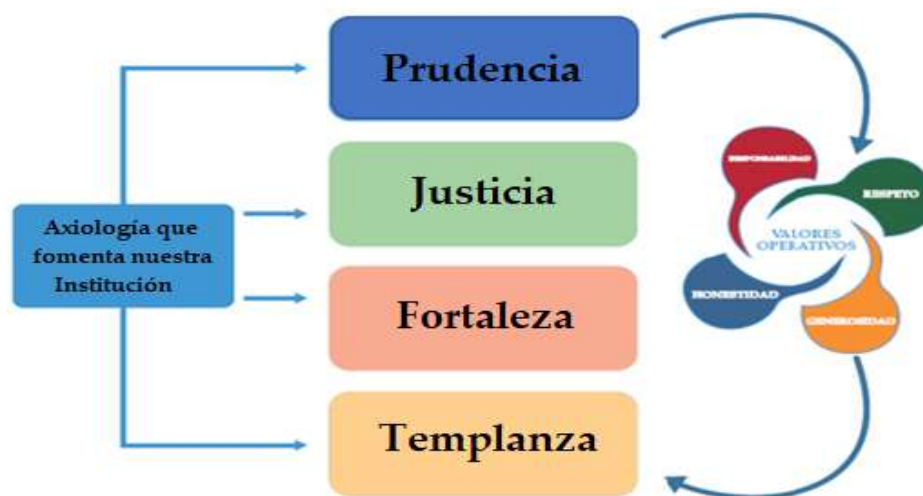 Prudencia
Justicia
Axiología que
fomenta nuestra
Institución
Fortaleza
Templanza
RESPONSABILIDAD
RESPETO
VALORES
OPERATIVOS
HONESTIDAD
GENEROSIDAD